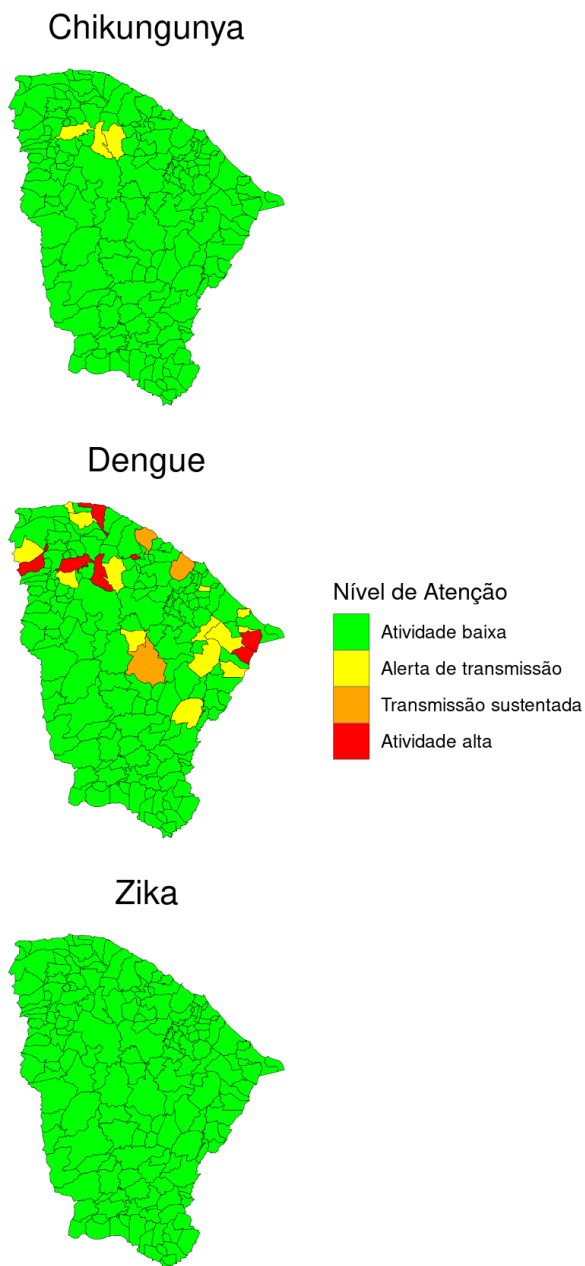 Chikungunya
Dengue
Nível de Atenção
Atividade baixa
Alerta de transmissão
Transmissão sustentada
Atividade alta
Zika